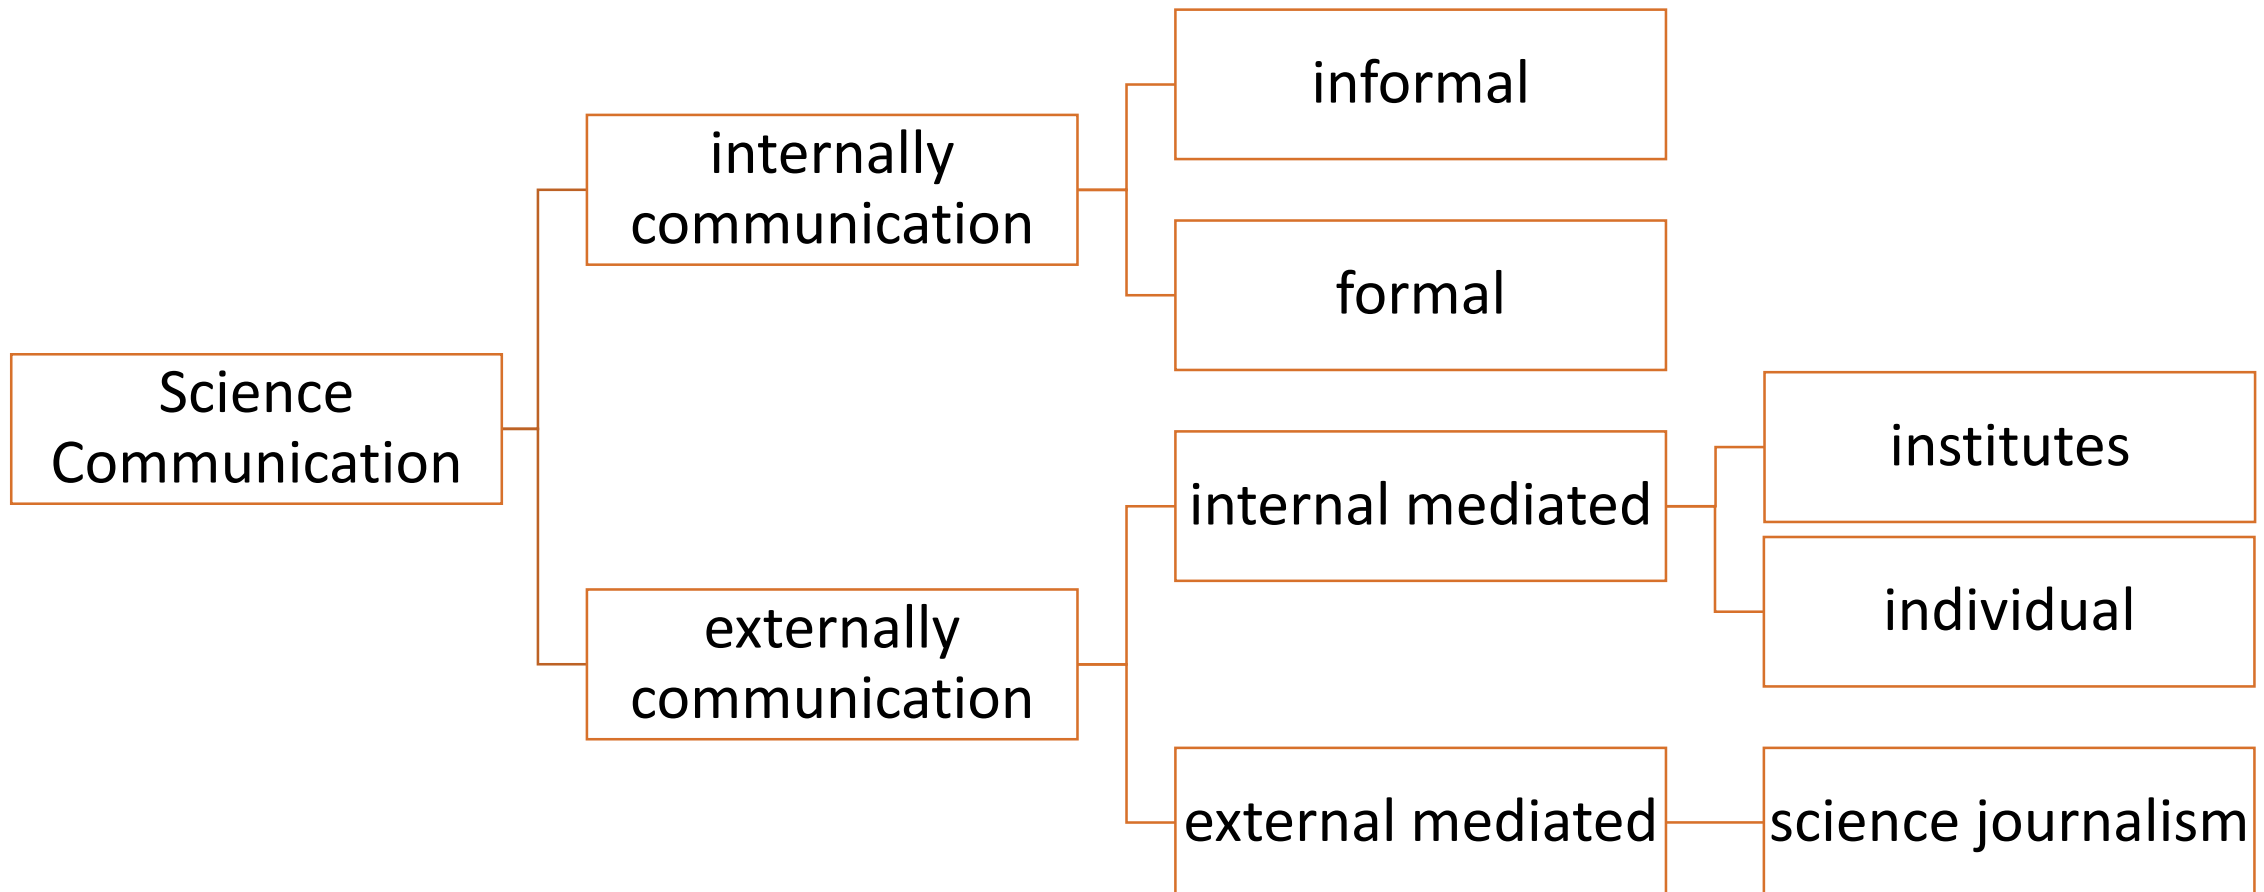 Science
Communication
internally
communication
informal
formal
externally
communication
internal mediated
institutes
individual
external mediated
science journalism